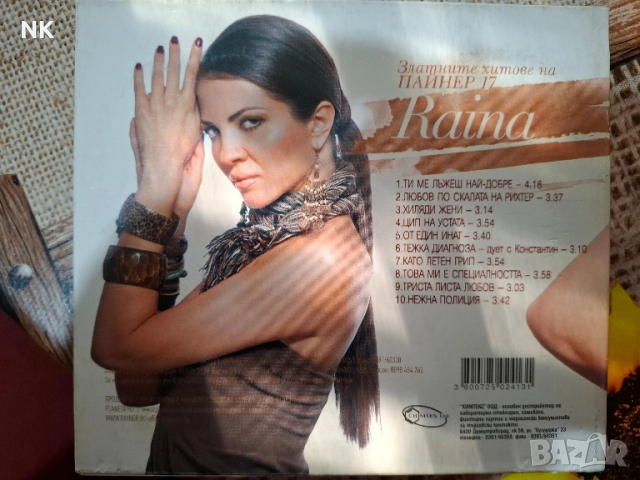 NK
Златните хитове на
ПАЙНЕР 17
Raina
1.ТИ МЕ ЛЪЖЕШ НАЙ-ДОБРЕ – 4.16
2.ЛЮБОВ ПО СКАЛАТА НА РИХТЕР – 3.37
3.ХИЛЯДИ ЖЕНИ – 3.14
4.ЦИП НА УСТАТА – 3.54
5.ОТ ЕДИН ИНАТ – 3.40
6.ТЕЖКА ДИАГНОЗА – дует с Константин – 3.10
7.КАТО ЛЕТЕН ГРИП – 3.54
8.ТОВА МИ Е СПЕЦИАЛНОСТТА – 3.58
9.ТРИСТА ЛИСТА ЛЮБОВ – 3.03
10.НЕЖНА ПОЛИЦИЯ – 3.42
3800725024131
BAZAR
bazar.bg